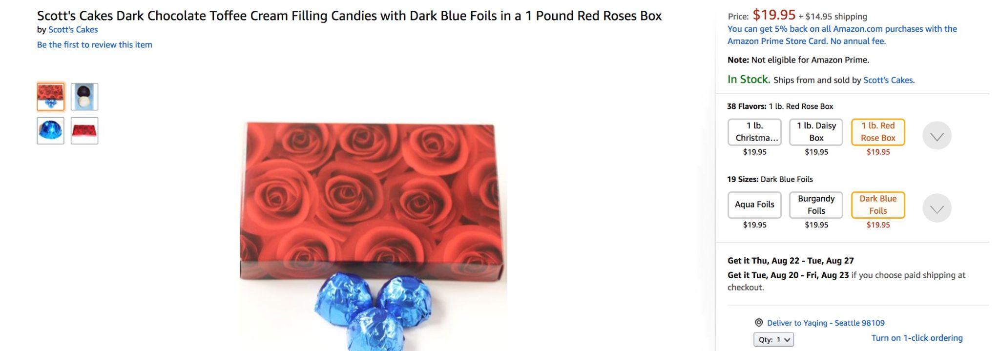 Scott's Cakes Dark Chocolate Toffee Cream Filling Candies with Dark Blue Foils in a 1 Pound Red Roses Box
by Scott's Cakes
Be the first to review this item
Price: $19.95 + $14.95 shipping
You can get 5% back on all Amazon.com purchases with the
Amazon Prime Store Card. No annual fee.
Note: Not eligible for Amazon Prime.
In Stock. Ships from and sold by Scott's Cakes.
38 Flavors: 1 lb. Red Rose Box
1 lb. Christma...
$19.95
1 lb. Daisy Box
$19.95
1 lb. Red Rose Box
$19.95
19 Sizes: Dark Blue Foils
Aqua Foils
$19.95
Burgandy Foils
$19.95
Dark Blue Foils
$19.95
Get it Thu, Aug 22 - Tue, Aug 27
Get it Tue, Aug 20 - Fri, Aug 23 if you choose paid shipping at
checkout.
Deliver to Yaqing - Seattle 98109
Qty: 1
Turn on 1-click ordering